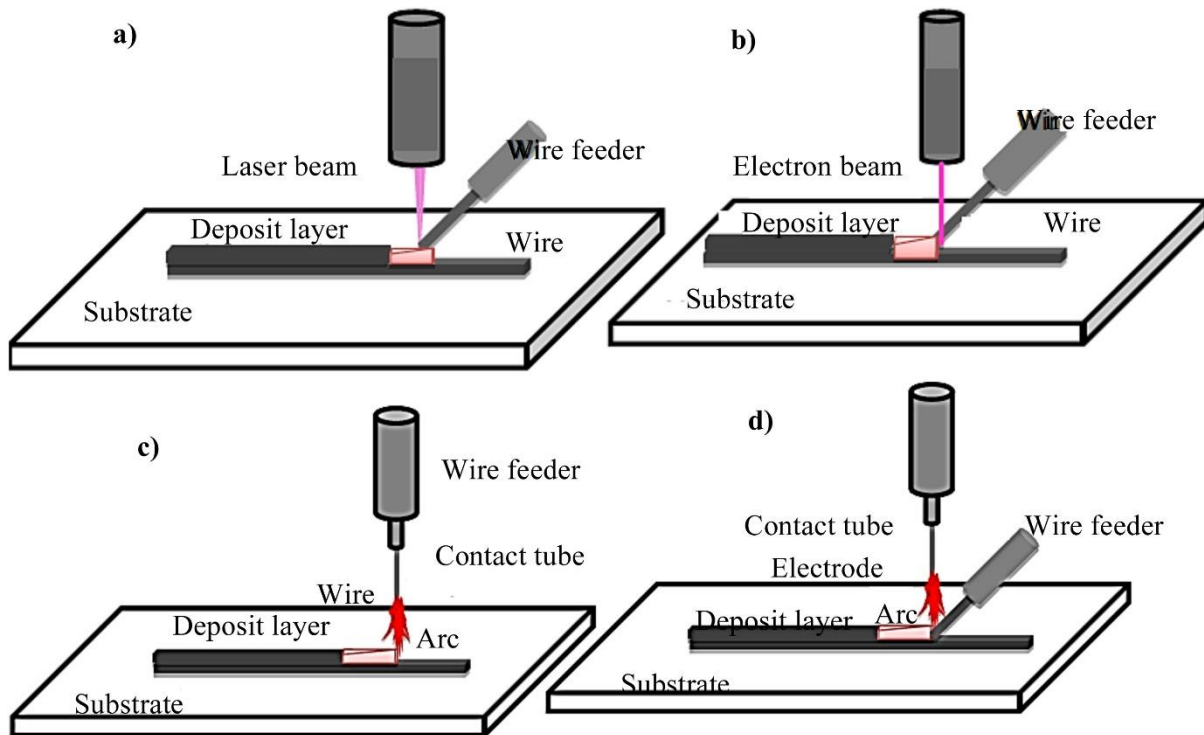 a)
Laser beam
Wire feeder
Deposit layer
Wire
Substrate
b)
Wire feeder
Electron beam
Deposit layer
Wire
Substrate
c)
Wire feeder
Contact tube
Wire
Deposit layer
Arc
Substrate
d)
Contact tube
Wire feeder
Electrode
Deposit layer
Arc
Substrate